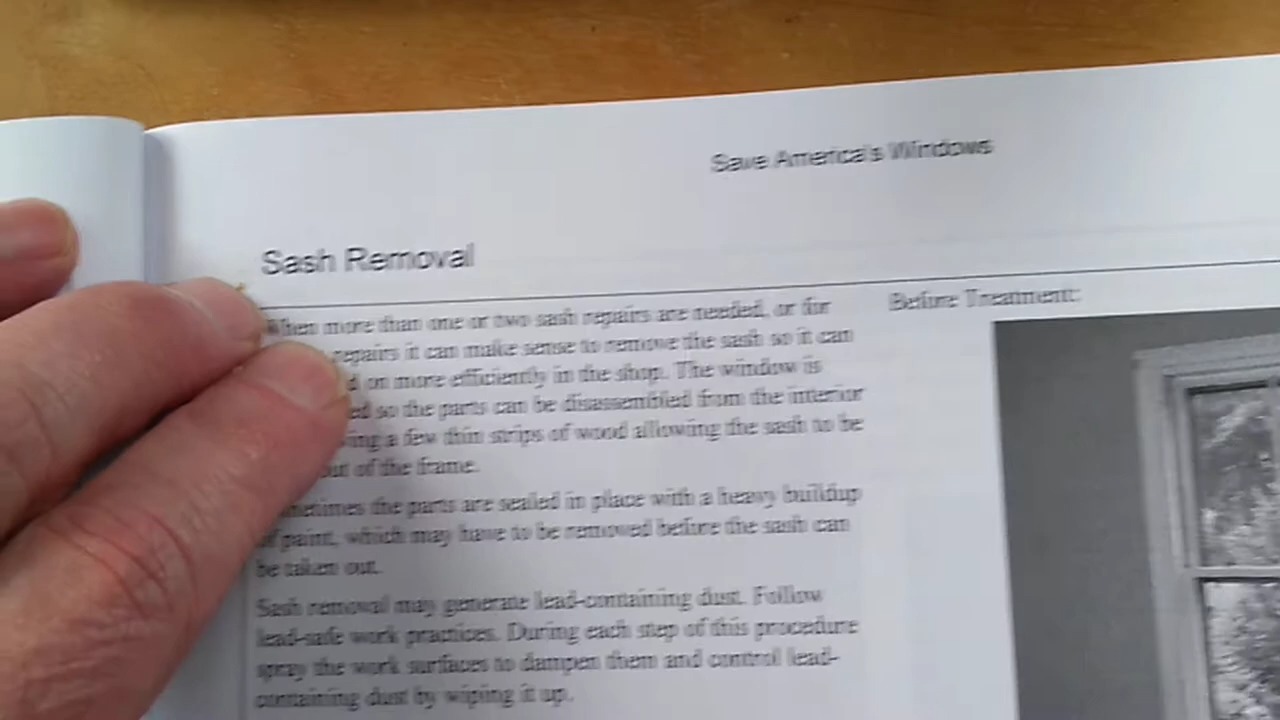 Save America's Windows
Sash Removal
When more than one or two sash repairs are needed, or for
repairs it can make sense to remove the sash so it can
d on more efficiently in the shop. The window is
ed so the parts can be disassembled from the interior
ing a few thin strips of wood allowing the sash to be
out of the frame.
metimes the parts are sealed in place with a heavy buildup
of paint, which may have to be removed before the sash can
be taken out.
Sash removal may generate lead-containing dust. Follow
lead-safe work practices. During each step of this procedure
spray the work surfaces to dampen them and control lead-
containing dust by wiping it up.
Before Treatment: